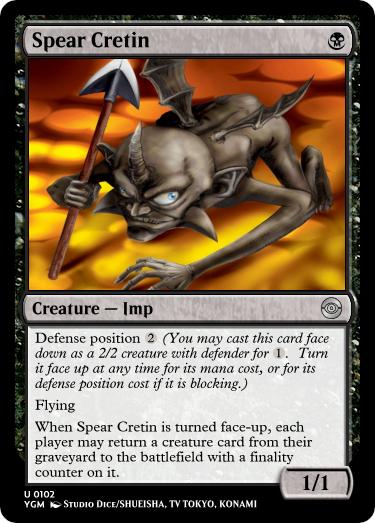 Spear Cretin
Creature — Imp
Defense position 2 (You may cast this card face
down as a 2/2 creature with defender for 1. Turn
it face up at any time for its mana cost, or for its
defense position cost if it is blocking.)
Flying
When Spear Cretin is turned face-up, each
player may return a creature card from their
graveyard to the battlefield with a finality
counter on it.
1/1
U 0102
YGM Studio Dice/SHUEISHA, TV TOKYO, KONAMI